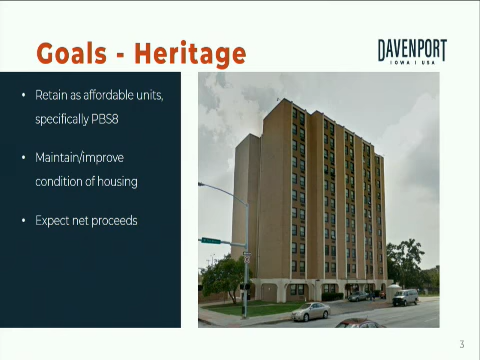 Goals - Heritage
DAVENPORT
IOWA | USA
• Retain as affordable units,
specifically PBS8
• Maintain/improve
condition of housing
• Expect net proceeds
3